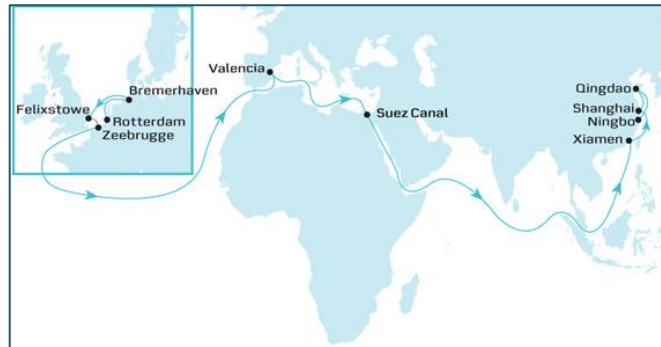 Bremerhaven
Felixstowe
Rotterdam
Zeebrugge
Valencia
Suez Canal
Qingdao
Shanghai
Ningbo
Xiamen